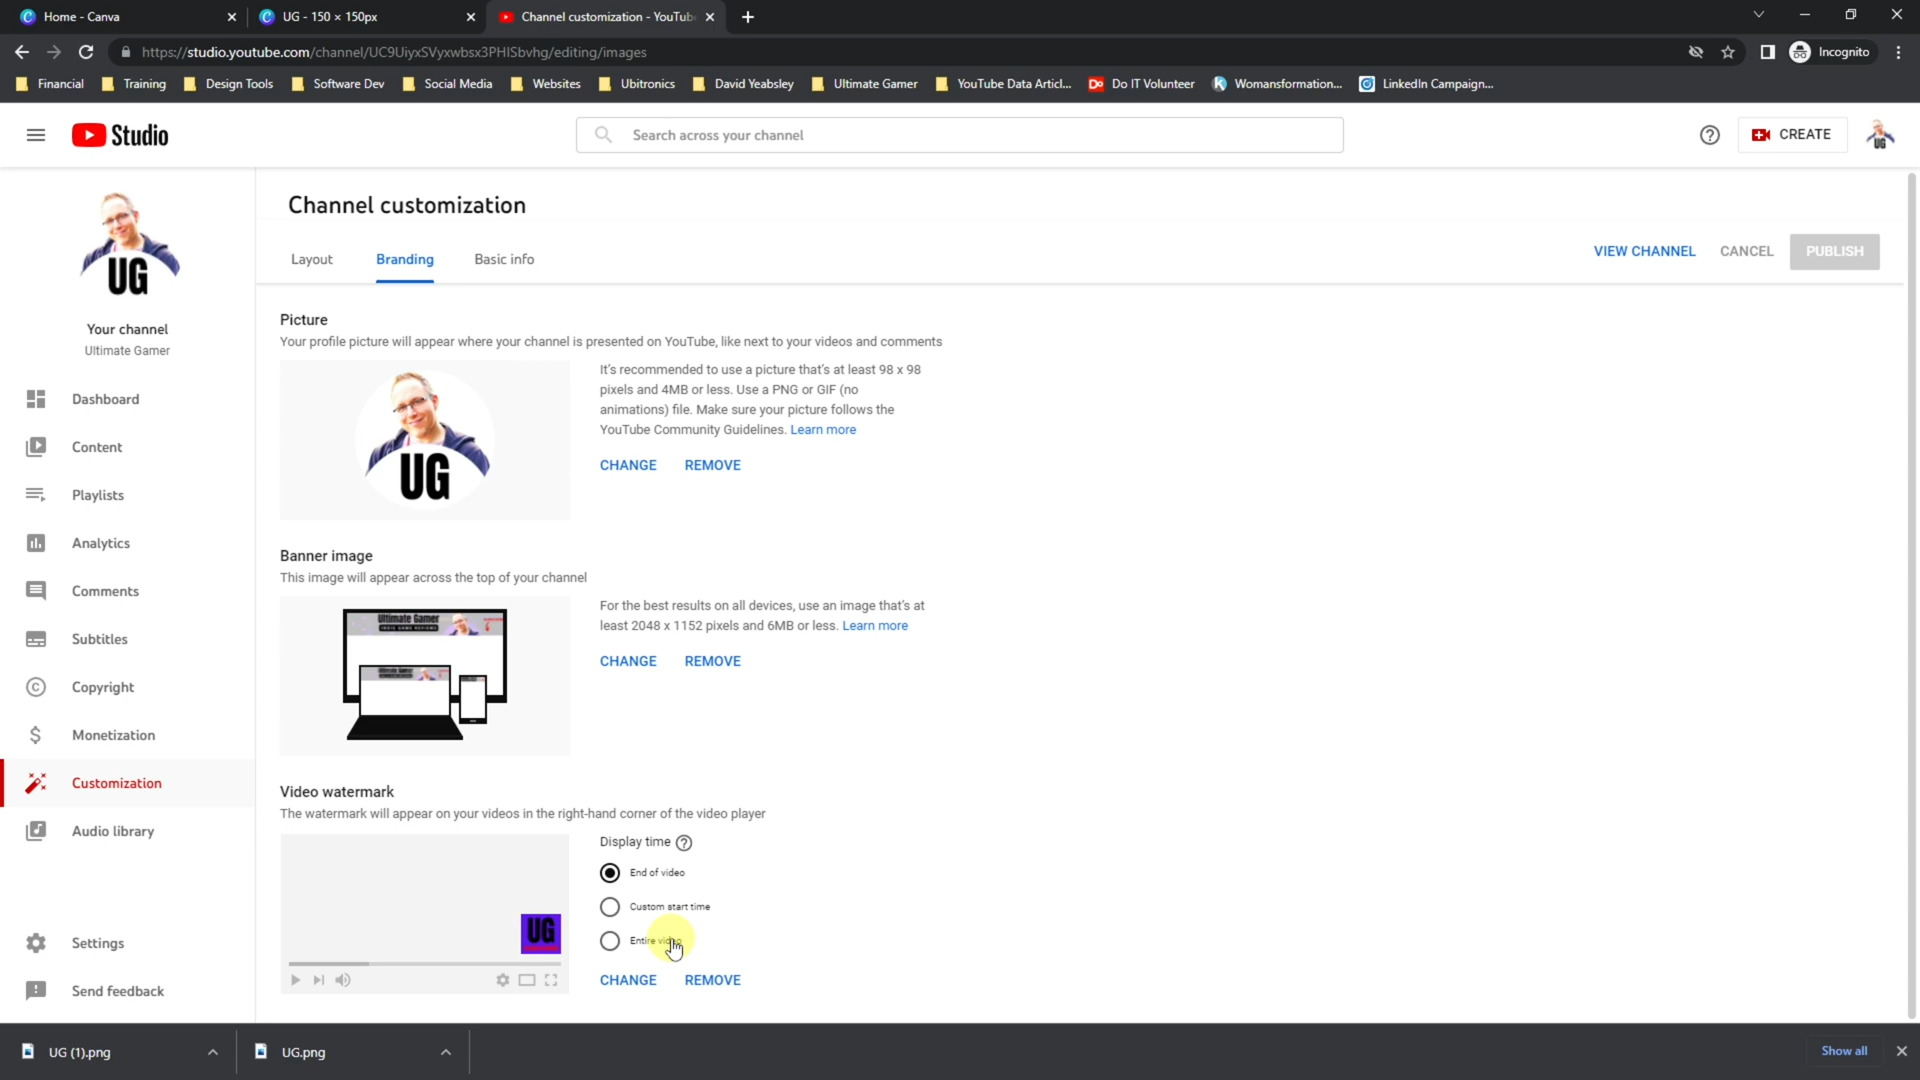 Home - Canva
UG - 150 × 150px
Channel customization - YouTub
https://studio.youtube.com/channel/UC9UiyxSVyxwbsx3PHISbvhg/editing/images
Incognito
Financial
Training
Design Tools
Software Dev
Social Media
Websites
Ubitronics
David Yeabsley
Ultimate Gamer
YouTube Data Articl...
Do IT Volunteer
Womansformation...
LinkedIn Campaign...
Studio
Search across your channel
CREATE
Channel customization
Layout
Branding
Basic info
VIEW CHANNEL
CANCEL
PUBLISH
UG
Your channel
Ultimate Gamer
Dashboard
Content
Playlists
Analytics
Comments
Subtitles
Copyright
Monetization
Customization
Audio library
Settings
Send feedback
Picture
Your profile picture will appear where your channel is presented on YouTube, like next to your videos and comments
UG
It's recommended to use a picture that's at least 98 x 98
pixels and 4MB or less. Use a PNG or GIF (no
animations) file. Make sure your picture follows the
YouTube Community Guidelines. Learn more
CHANGE
REMOVE
Banner image
This image will appear across the top of your channel
Ultimate Gamer
INDIE GAME REVIEWS
For the best results on all devices, use an image that's at
least 2048 x 1152 pixels and 6MB or less. Learn more
CHANGE
REMOVE
Video watermark
The watermark will appear on your videos in the right-hand corner of the video player
UG
Display time
End of video
Custom start time
Entire video
CHANGE
REMOVE
UG (1).png
UG.png
Show all